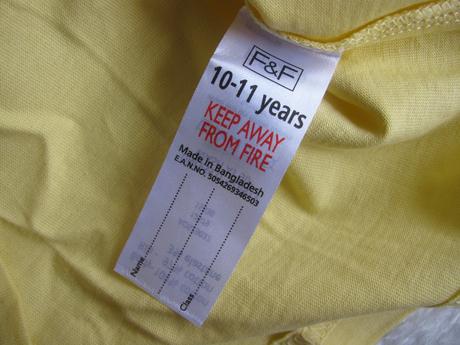 F&F
10-11 years
KEEP AWAY
FROM FIRE
Made in Bangladesh
E.A.N.NO. 5054269346503
Name
Class